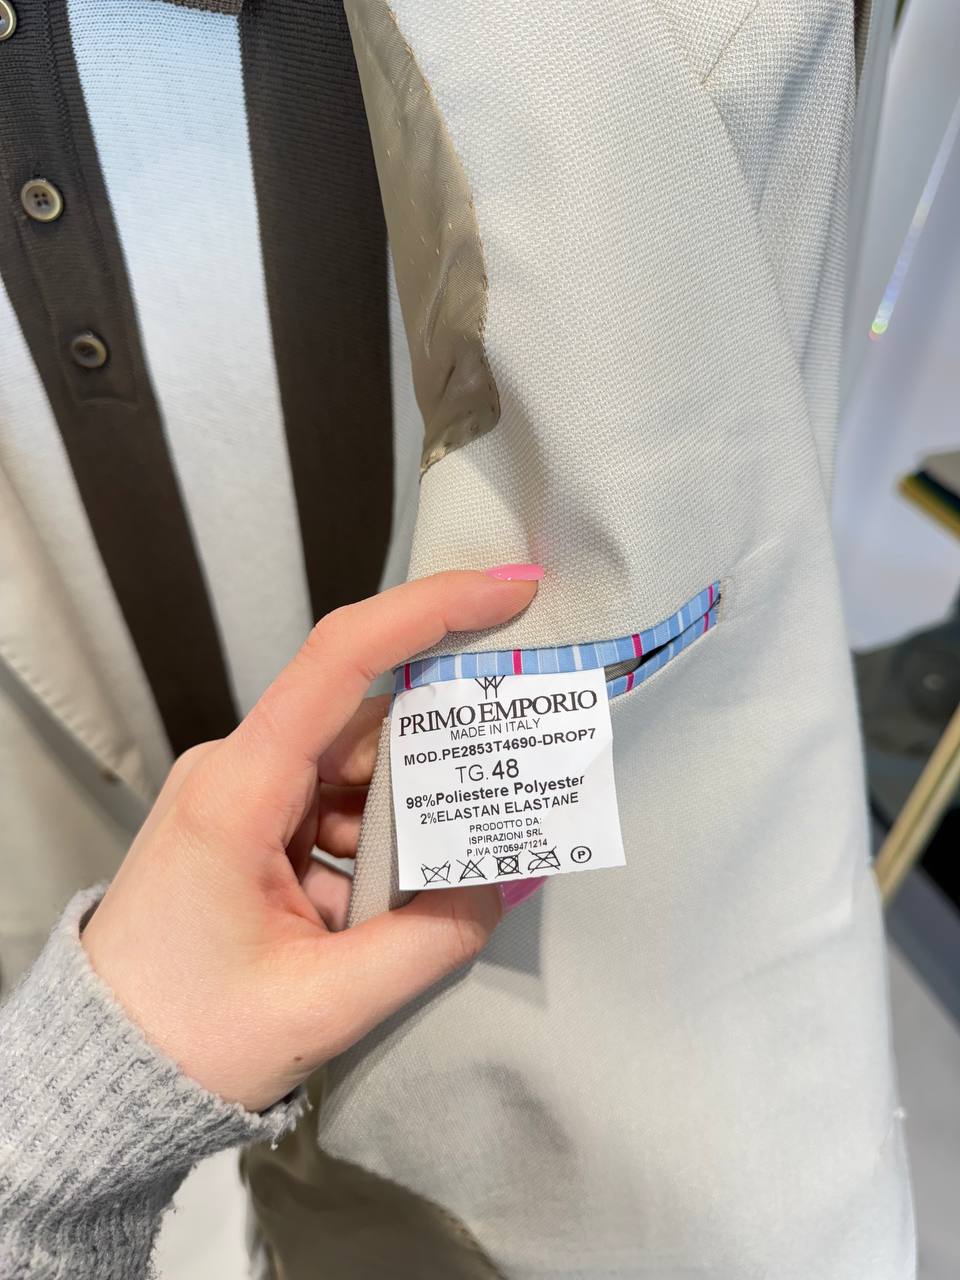 PRIMO EMPORIO
MADE IN ITALY
MOD.PE2853T4690-DROP7
TG.48
98%Poliestere Polyester
2%ELASTAN ELASTANE
PRODOTTO DA:
ISPIRAZIONI SRL
P.IVA 07059471214
P